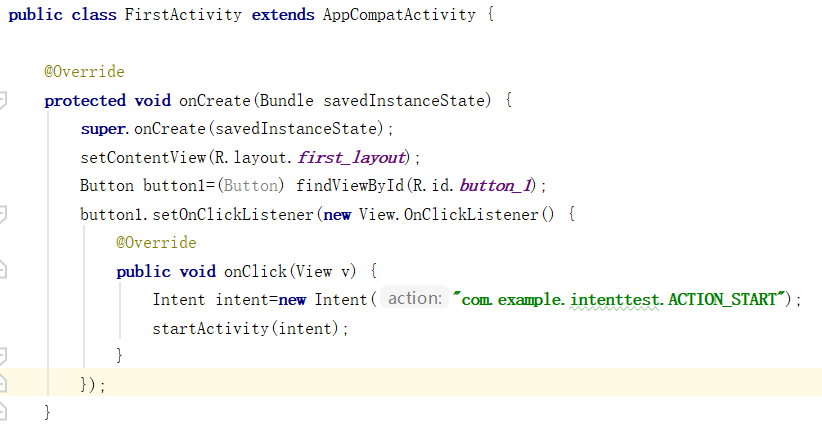 public class FirstActivity extends AppCompatActivity {
@Override
protected void onCreate(Bundle savedInstanceState) {
super.onCreate(savedInstanceState);
setContentView(R.layout.first_layout);
Button button1=(Button) findViewById(R.id.button_1);
button1.setOnClickListener(new View.OnClickListener() {
@Override
public void onClick(View v) {
Intent intent=new Intent( action: "com.example.intenttest.ACTION_START");
startActivity(intent);
}
});
}